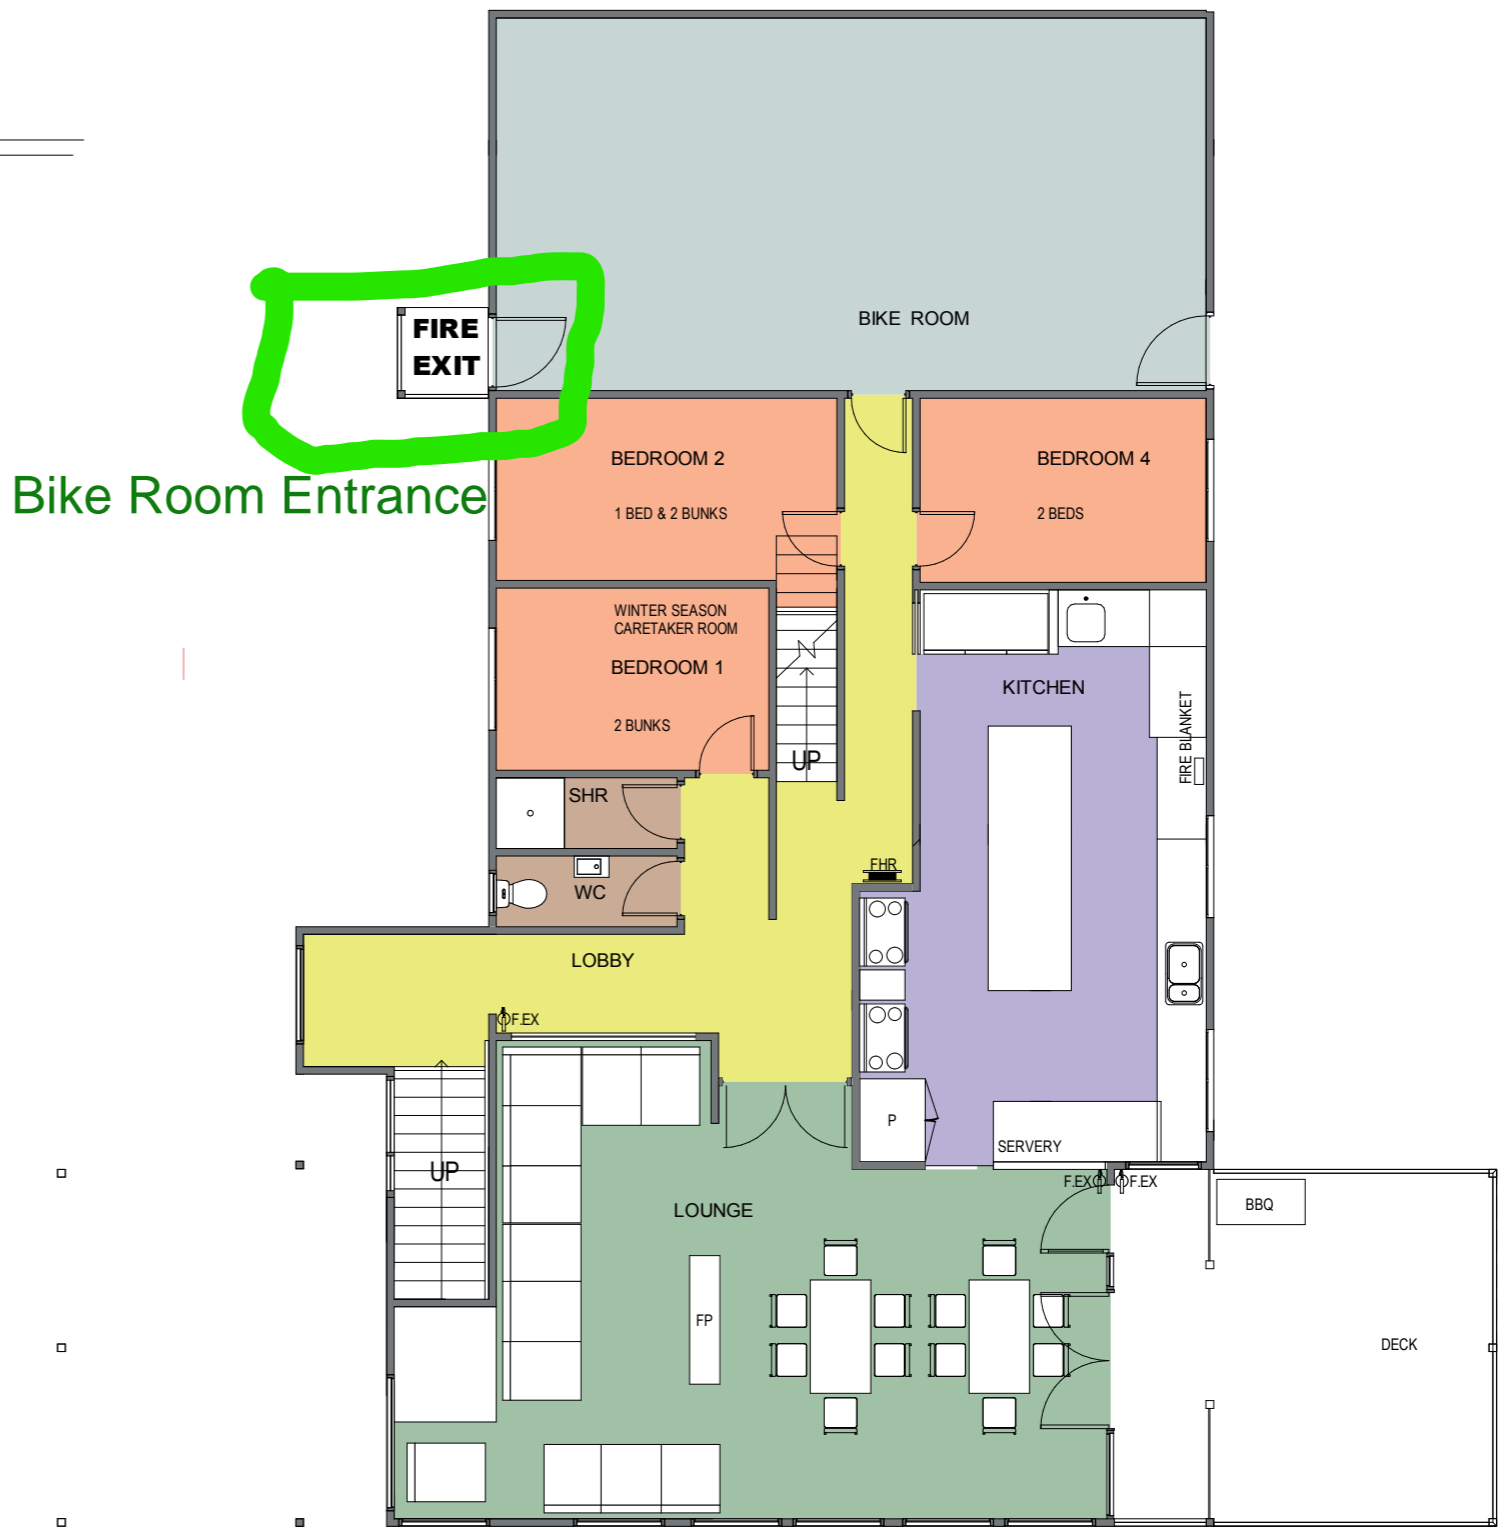 FIRE
EXIT
BIKE ROOM
Bike Room Entrance
BEDROOM 2
1 BED & 2 BUNKS
BEDROOM 4
2 BEDS
WINTER SEASON
CARETAKER ROOM
BEDROOM 1
2 BUNKS
UP
KITCHEN
FIRE BLANKET
SHR
WC
FHR
LOBBY
F.EX
P
SERVERY
UP
F.EX
F.EX
LOUNGE
BBQ
FP
DECK